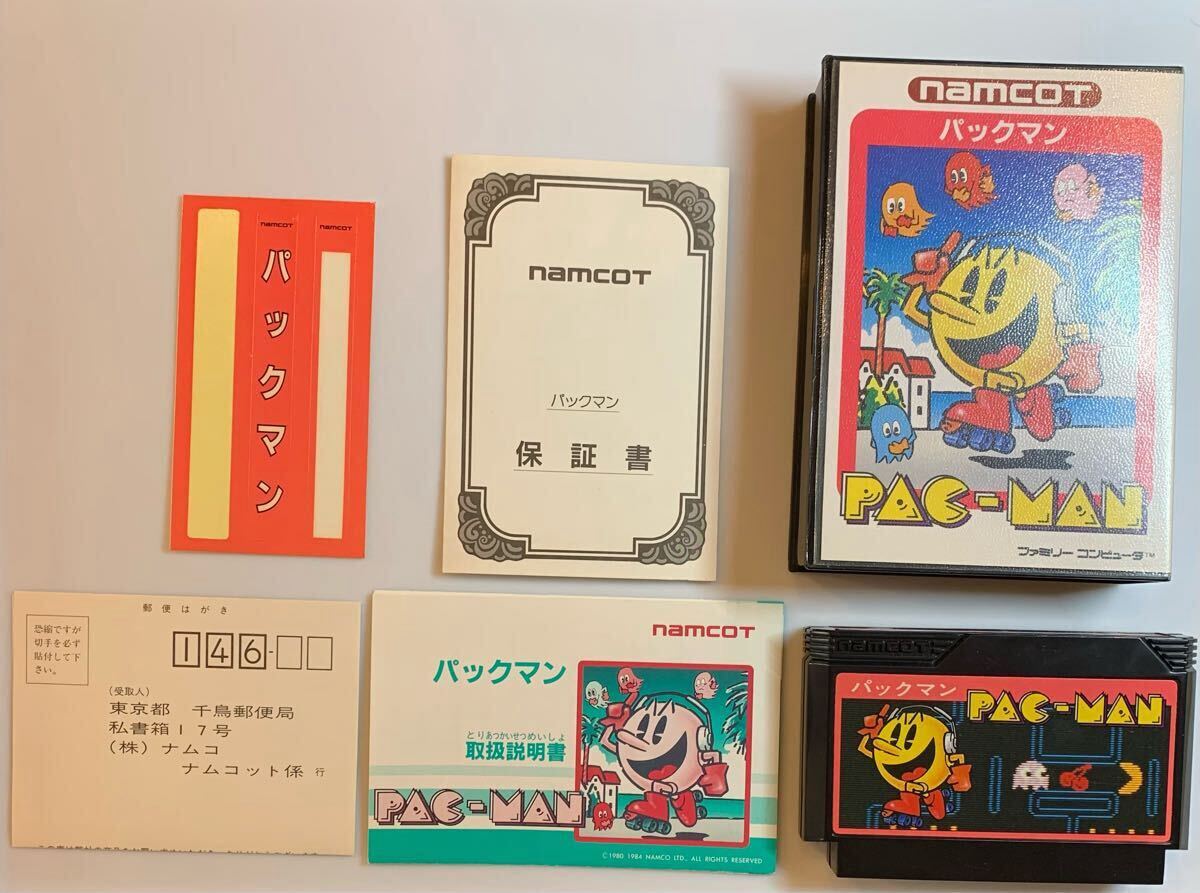 namcot
パックマン
namcot
namcot
パックマン
保証書
namcot
パックマン
PAC-MAN
ファミリーコンピュータ™
郵便はがき
恐縮ですが
切手を必ず
貼付して下
さい。
146-
(受取人)
東京都 千鳥郵便局
私書箱17号
(株)ナムコ
ナムコット係 行
namcot
パックマン
とりあつかいせつめいしょ
取扱説明書
PAC-MAN
©1980 1984 NAMCO LTD., ALL RIGHTS RESERVED
namcot
パックマン
PAC-MAN